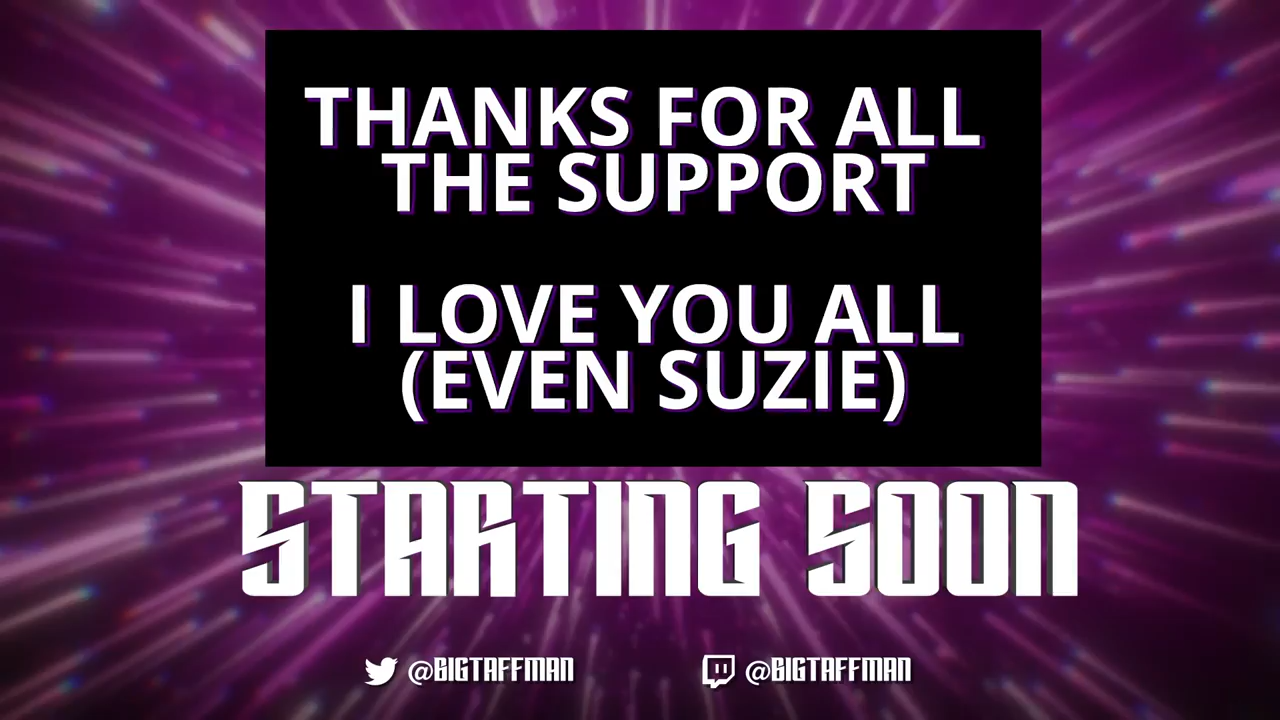 THANKS FOR ALL
THE SUPPORT
I LOVE YOU ALL
(EVEN SUZIE)
STARTING SOON
@BIGTAFFMAN
@BIGTAFFMAN